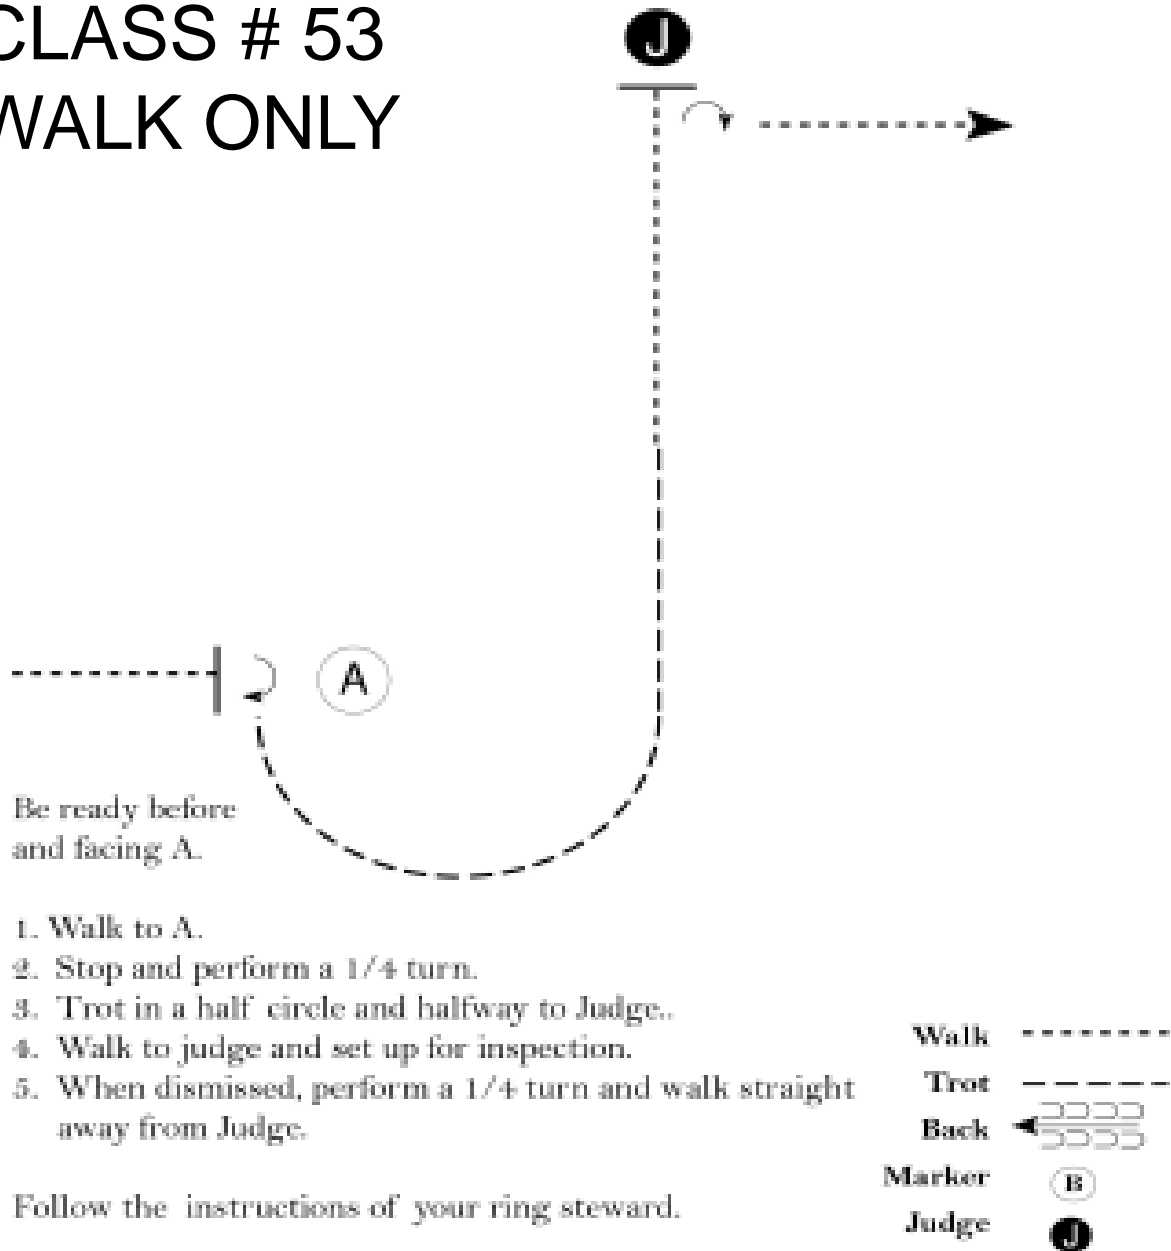 CLASS # 53
WALK ONLY
J
A
Be ready before
and facing A.
1. Walk to A.
2. Stop and perform a 1/4 turn.
3. Trot in a half circle and halfway to Judge..
4. Walk to judge and set up for inspection.
5. When dismissed, perform a 1/4 turn and walk straight
away from Judge.
Follow the instructions of your ring steward.
Walk
Trot
Back
Marker B
Judge J